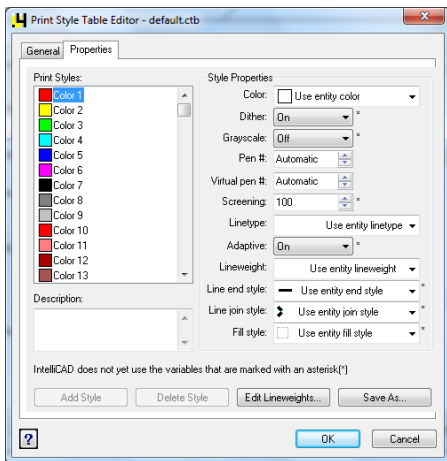 Print Style Table Editor - default.ctb
General
Properties
Print Styles:
Color 1
Color 2
Color 3
Color 4
Color 5
Color 6
Color 7
Color 8
Color 9
Color 10
Color 11
Color 12
Color 13
Description:
Style Properties
Color: Use entity color
Dither: On *
Grayscale: Off *
Pen #: Automatic
Virtual pen #: Automatic
Screening: 100 *
Linetype: Use entity linetype
Adaptive: On *
Lineweight: Use entity lineweight
Line end style: Use entity end style *
Line join style: Use entity join style *
Fill style: Use entity fill style *
IntelliCAD does not yet use the variables that are marked with an asterisk(*)
Add Style Delete Style Edit Lineweights... Save As...
? OK Cancel